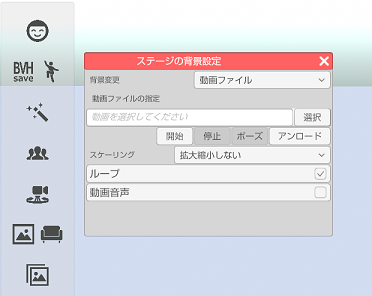 ステージの背景設定
BVH
save
背景変更 動画ファイル
動画ファイルの指定
動画を選択してください 選択
開始 停止 ポーズ アンロード
スケーリング 拡大縮小しない
ループ
動画音声